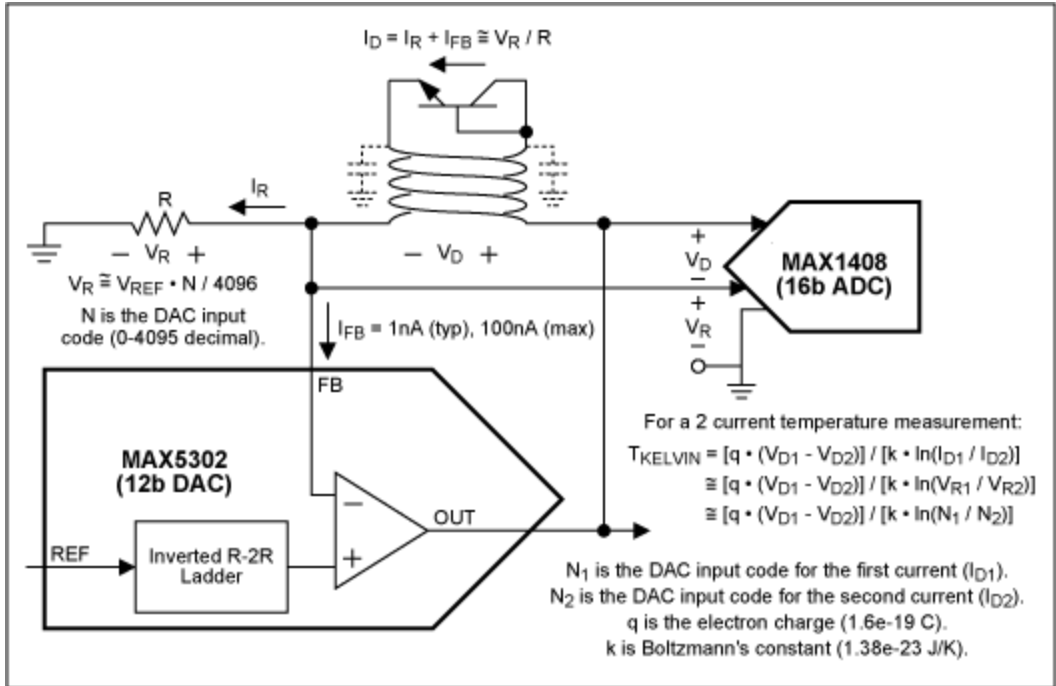 I_D = I_R + I_FB ≅ V_R / R
I_R
R
− V_R +
− V_D +
V_R ≅ V_REF • N / 4096
N is the DAC input
code (0-4095 decimal).
I_FB = 1nA (typ), 100nA (max)
+
V_D
−
+
V_R
−
MAX1408
(16b ADC)
FB
MAX5302
(12b DAC)
REF
Inverted R-2R
Ladder
−
+
OUT
For a 2 current temperature measurement:
T_KELVIN = [q • (V_D1 - V_D2)] / [k • ln(I_D1 / I_D2)]
≅ [q • (V_D1 - V_D2)] / [k • ln(V_R1 / V_R2)]
≅ [q • (V_D1 - V_D2)] / [k • ln(N_1 / N_2)]
N_1 is the DAC input code for the first current (I_D1).
N_2 is the DAC input code for the second current (I_D2).
q is the electron charge (1.6e-19 C).
k is Boltzmann's constant (1.38e-23 J/K).